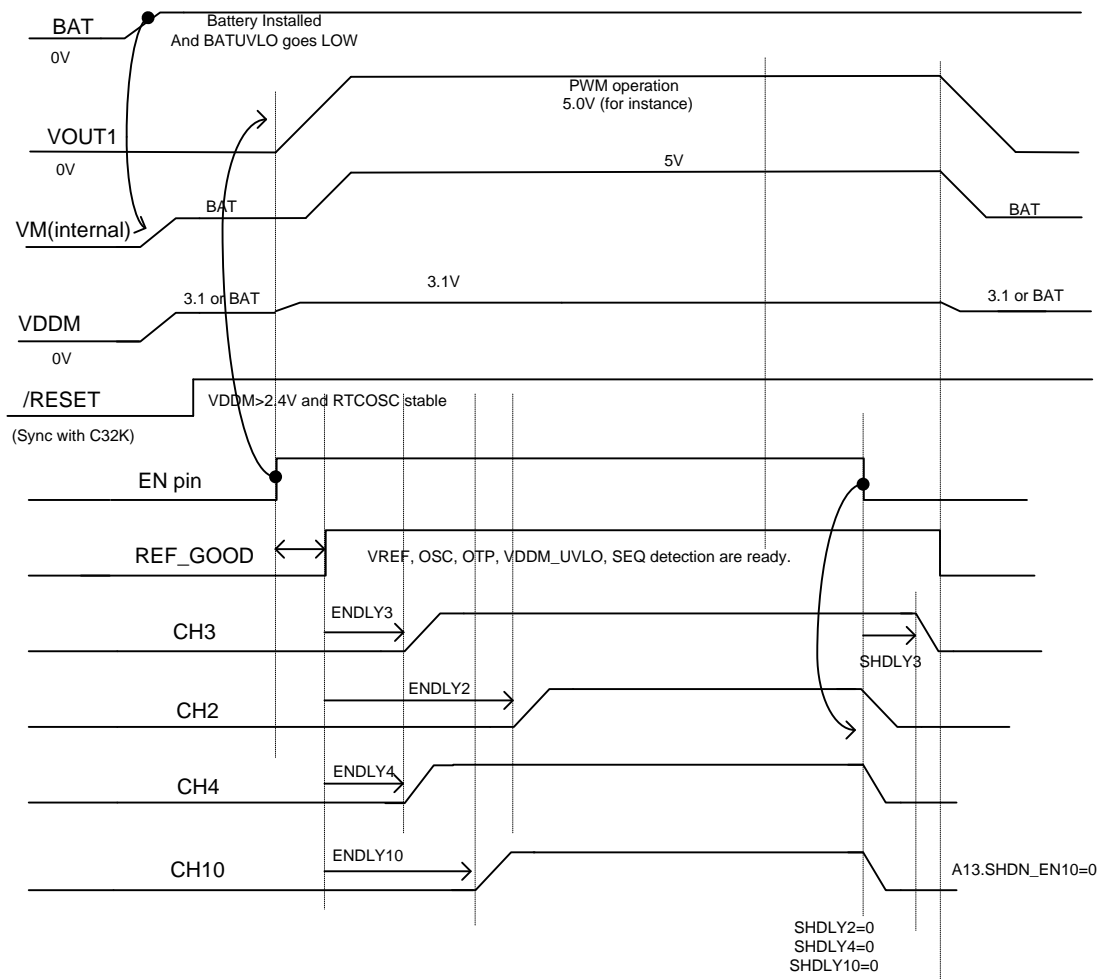 BAT
Battery Installed
And BATUVLO goes LOW
0V
PWM operation
5.0V (for instance)
VOUT1
0V
5V
BAT
BAT
VM(internal)
3.1 or BAT
3.1V
3.1 or BAT
VDDM
0V
/RESET
VDDM>2.4V and RTCOSC stable
(Sync with C32K)
EN pin
REF_GOOD
VREF, OSC, OTP, VDDM_UVLO, SEQ detection are ready.
ENDLY3
CH3
SHDLY3
ENDLY2
CH2
ENDLY4
CH4
ENDLY10
CH10
A13.SHDN_EN10=0
SHDLY2=0
SHDLY4=0
SHDLY10=0